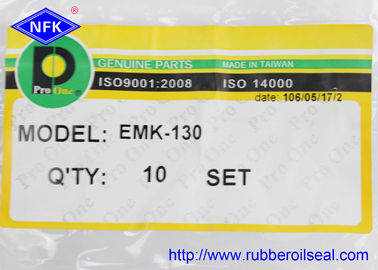 NFK
GENUINE PARTS
MADE IN TAIWAN
Pro One
ISO9001:2008
ISO 14000
date: 106/05/17/2
MODEL: EMK-130
Q'TY: 10 SET
http://www.rubberoilseal.com